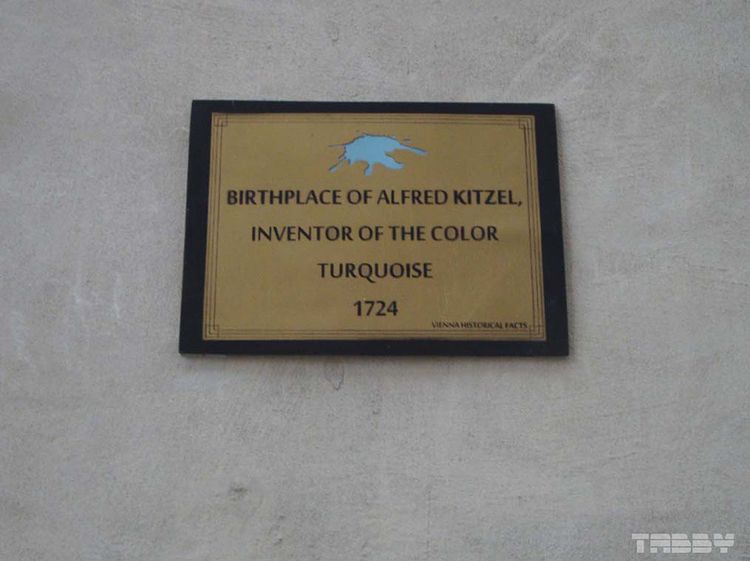 BIRTHPLACE OF ALFRED KITZEL,
INVENTOR OF THE COLOR
TURQUOISE
1724
VIENNA HISTORICAL FACTS
TABBY